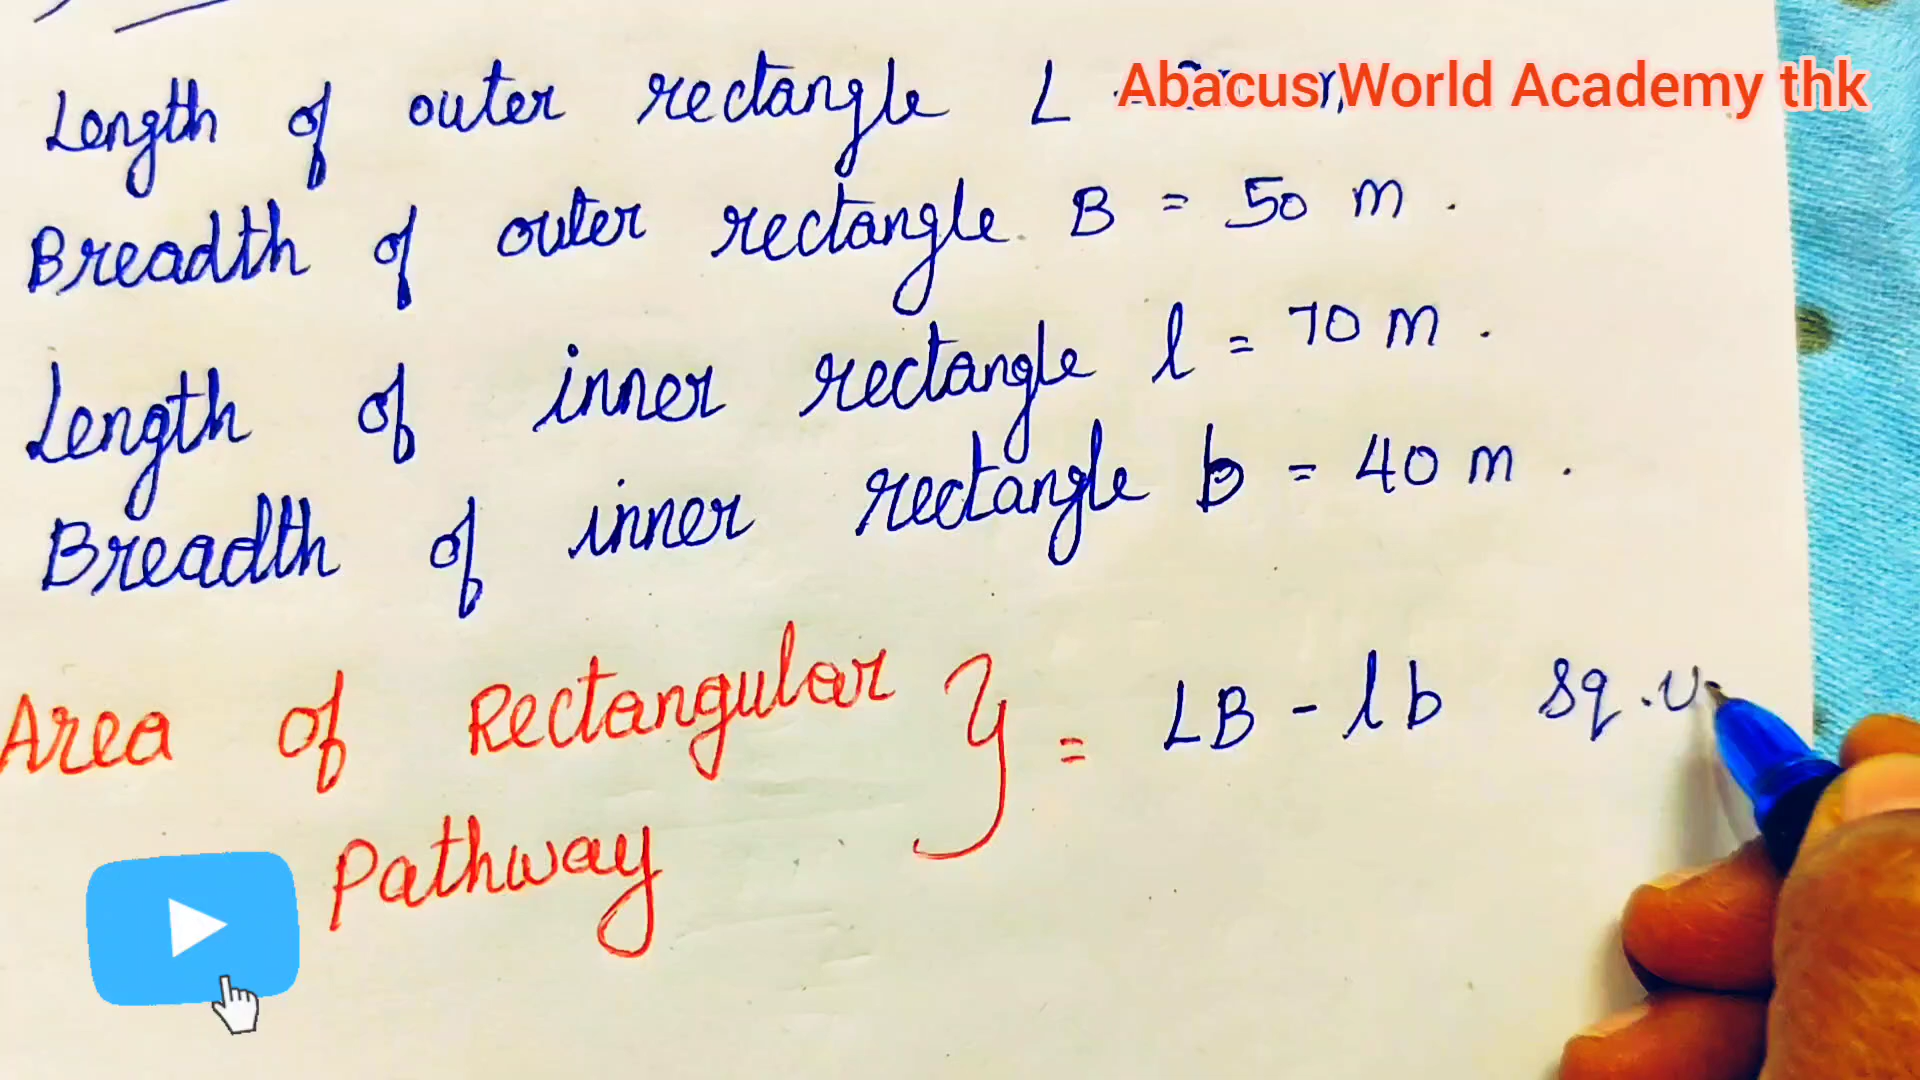 Abacus World Academy thk
Length of outer rectangle L
Breadth of outer rectangle B = 50 m .
Length of inner rectangle l = 70 m .
Breadth of inner rectangle b = 40 m .
Area of Rectangular } = LB - lb sq.u
Pathway